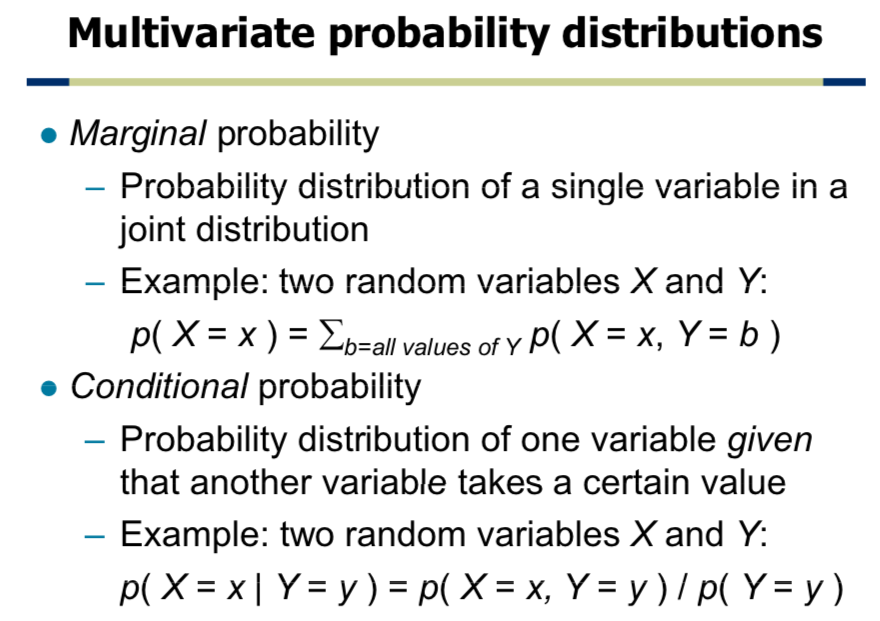 Multivariate probability distributions
● Marginal probability
– Probability distribution of a single variable in a
joint distribution
– Example: two random variables X and Y:
p( X = x ) = ∑b=all values of Y p( X = x, Y = b )
● Conditional probability
– Probability distribution of one variable given
that another variable takes a certain value
– Example: two random variables X and Y:
p( X = x | Y = y ) = p( X = x, Y = y ) / p( Y = y )